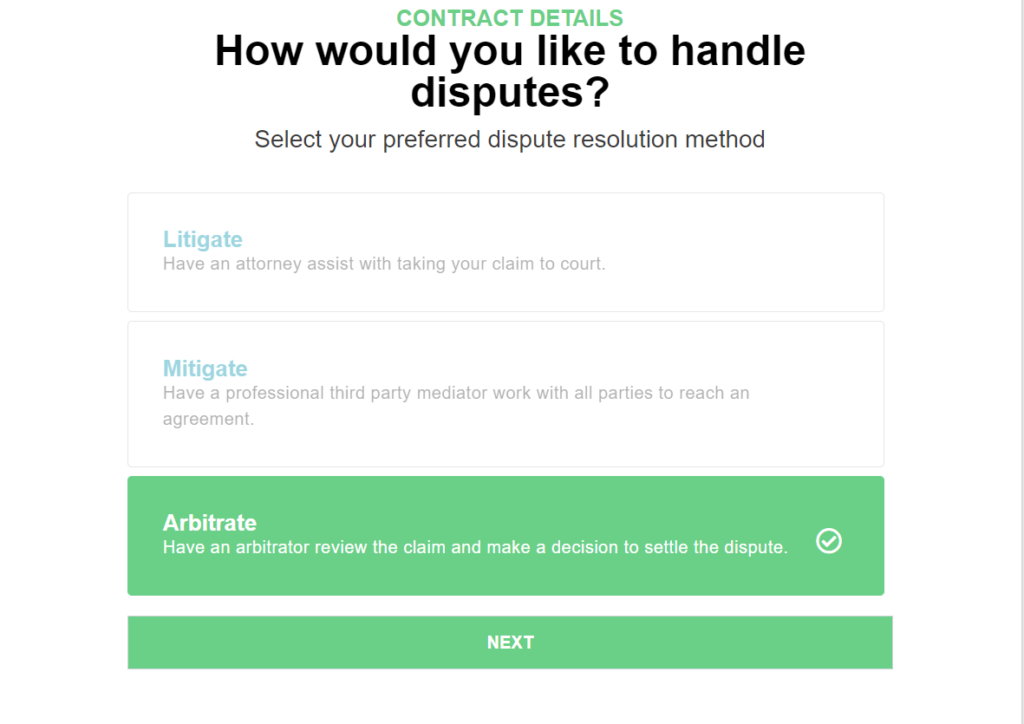 CONTRACT DETAILS
How would you like to handle
disputes?
Select your preferred dispute resolution method
Litigate
Have an attorney assist with taking your claim to court.
Mitigate
Have a professional third party mediator work with all parties to reach an
agreement.
Arbitrate
Have an arbitrator review the claim and make a decision to settle the dispute.
NEXT